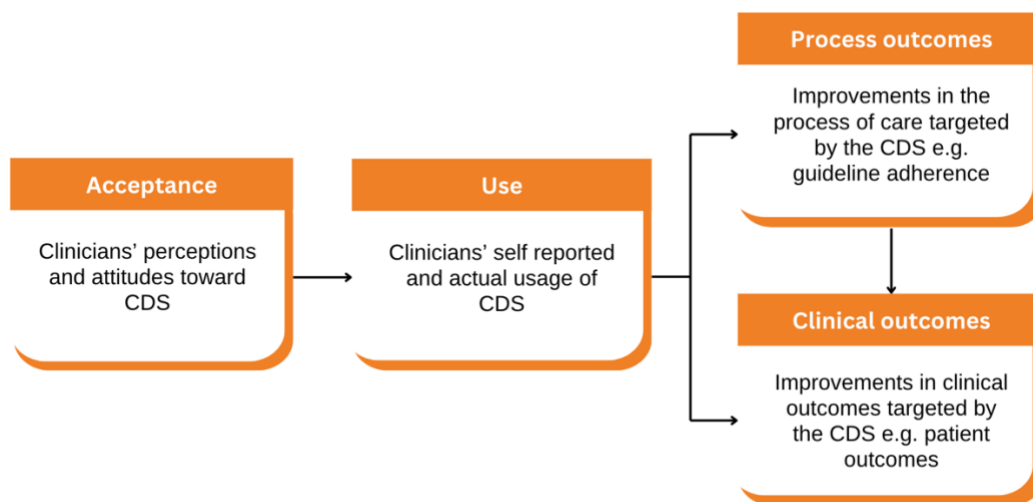 Acceptance
Clinicians’ perceptions
and attitudes toward
CDS
Use
Clinicians’ self reported
and actual usage of
CDS
Process outcomes
Improvements in the
process of care targeted
by the CDS e.g.
guideline adherence
Clinical outcomes
Improvements in clinical
outcomes targeted by
the CDS e.g. patient
outcomes